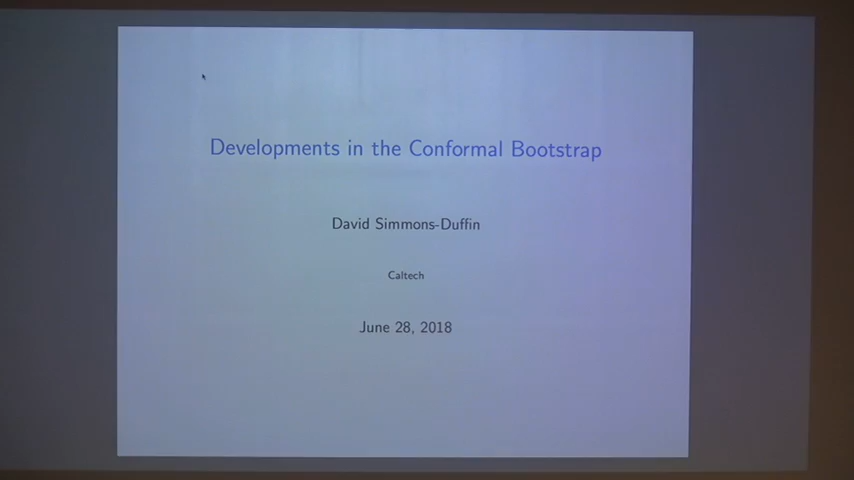 Developments in the Conformal Bootstrap
David Simmons-Duffin
Caltech
June 28, 2018